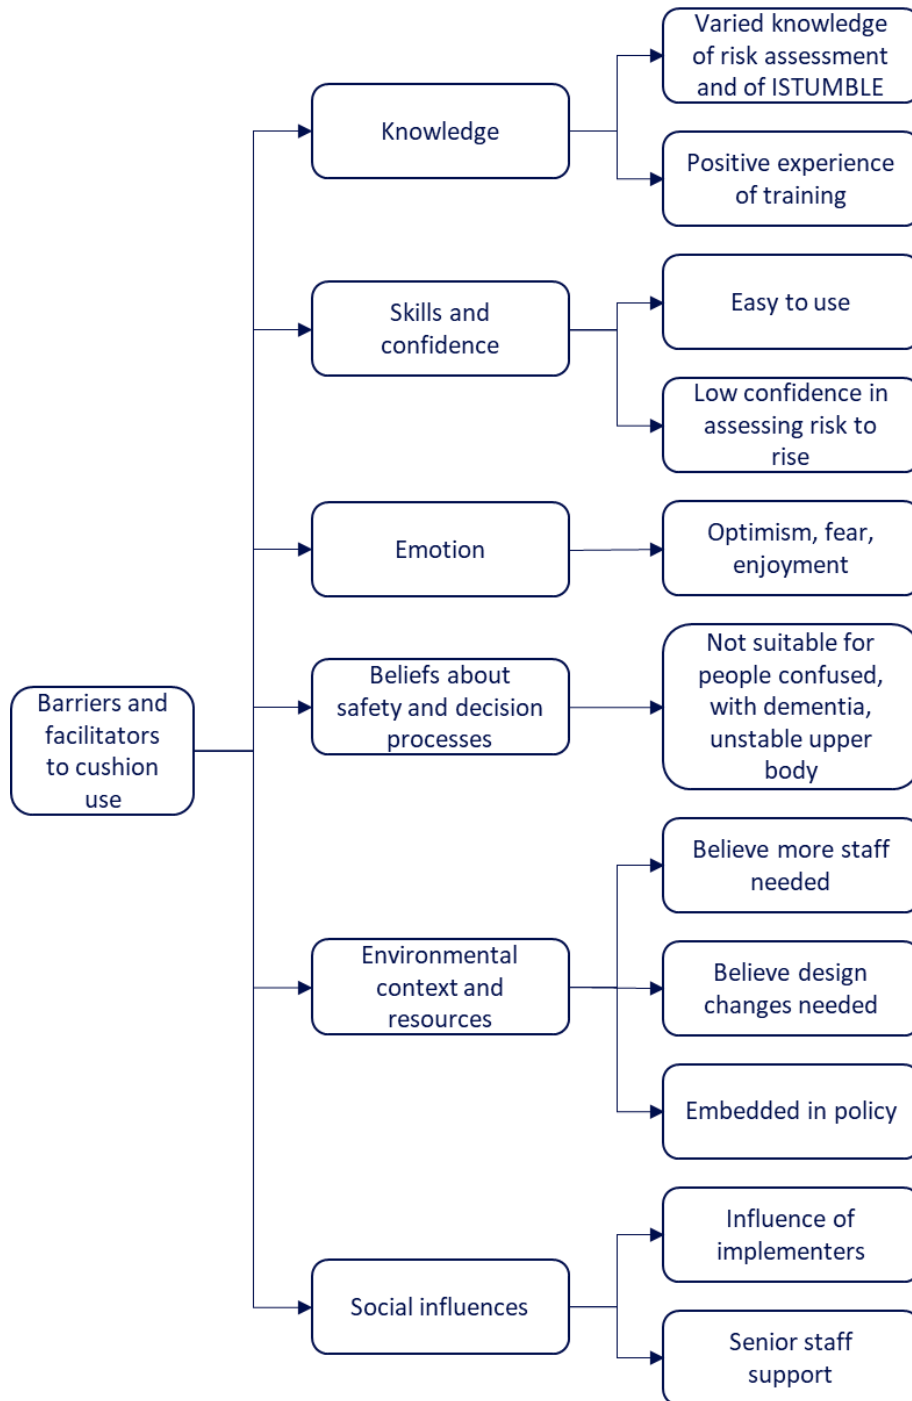 Varied knowledge
of risk assessment
and of ISTUMBLE
Knowledge
Positive experience
of training
Easy to use
Skills and
confidence
Low confidence in
assessing risk to
rise
Emotion
Optimism, fear,
enjoyment
Not suitable for
people confused,
with dementia,
unstable upper
body
Beliefs about
safety and decision
processes
Barriers and
facilitators
to cushion
use
Believe more staff
needed
Environmental
context and
resources
Believe design
changes needed
Embedded in policy
Influence of
implementers
Social influences
Senior staff
support